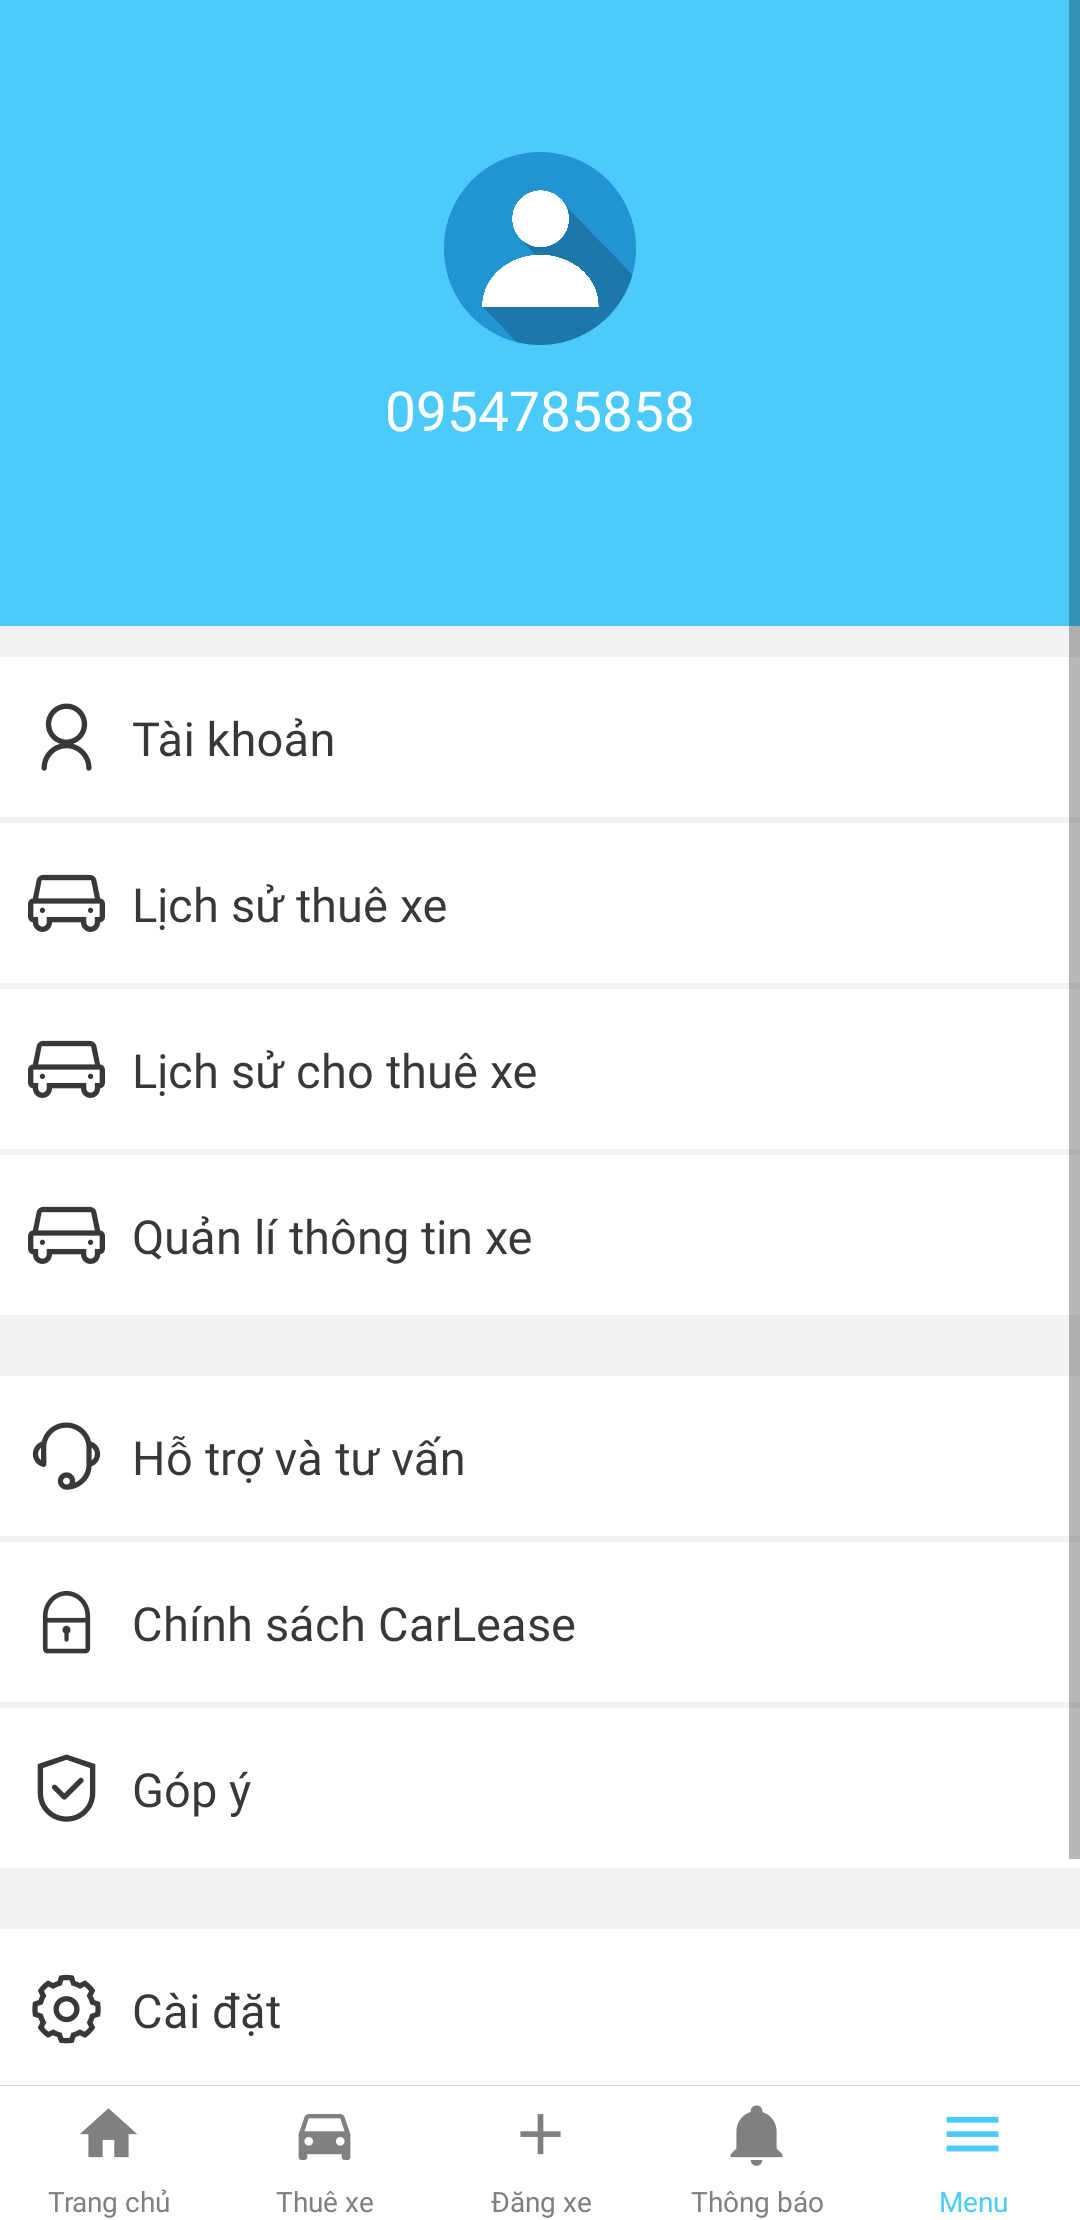 0954785858
Tài khoản
Lịch sử thuê xe
Lịch sử cho thuê xe
Quản lí thông tin xe
Hỗ trợ và tư vấn
Chính sách CarLease
Góp ý
Cài đặt
Trang chủ
Thuê xe
Đăng xe
Thông báo
Menu